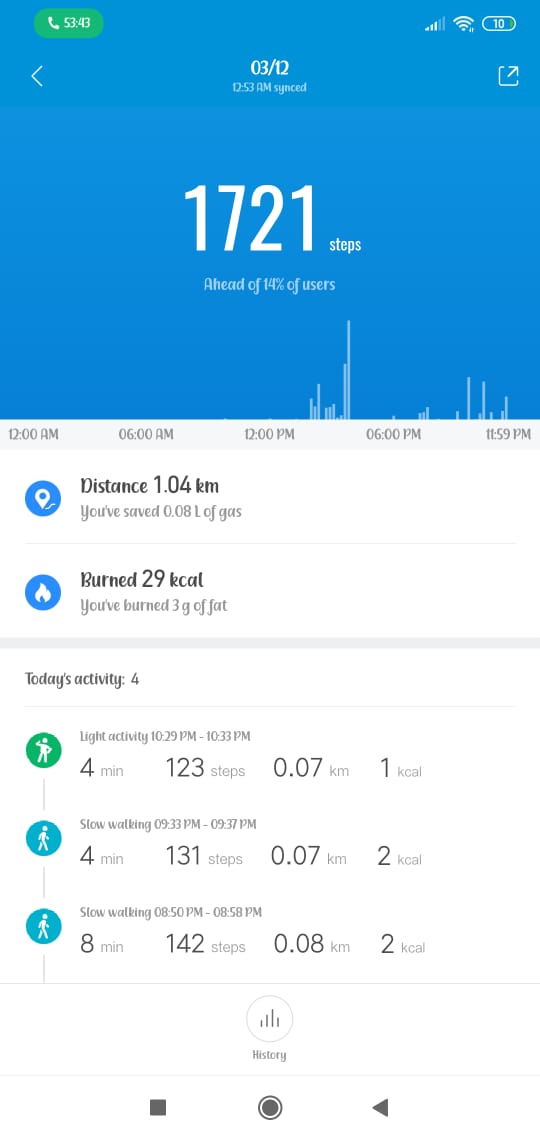 53:43
10
03/12
12:53 AM synced
1721 steps
Ahead of 14% of users
12:00 AM 06:00 AM 12:00 PM 06:00 PM 11:59 PM
Distance 1.04 km
You've saved 0.08 L of gas
Burned 29 kcal
You've burned 3 g of fat
Today's activity: 4
Light activity 10:29 PM - 10:33 PM
4 min 123 steps 0.07 km 1 kcal
Slow walking 09:33 PM - 09:37 PM
4 min 131 steps 0.07 km 2 kcal
Slow walking 08:50 PM - 08:58 PM
8 min 142 steps 0.08 km 2 kcal
History